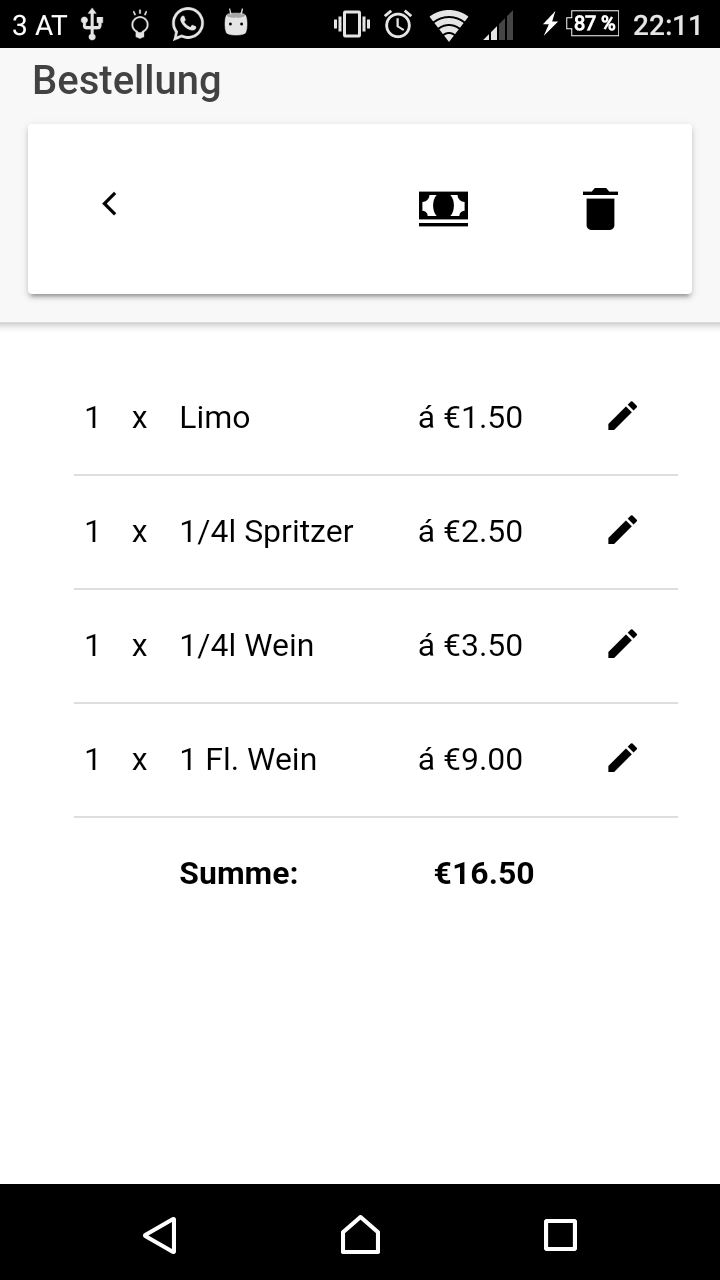 3 AT 87 % 22:11
Bestellung
1 x Limo á €1.50
1 x 1/4l Spritzer á €2.50
1 x 1/4l Wein á €3.50
1 x 1 Fl. Wein á €9.00
Summe: €16.50